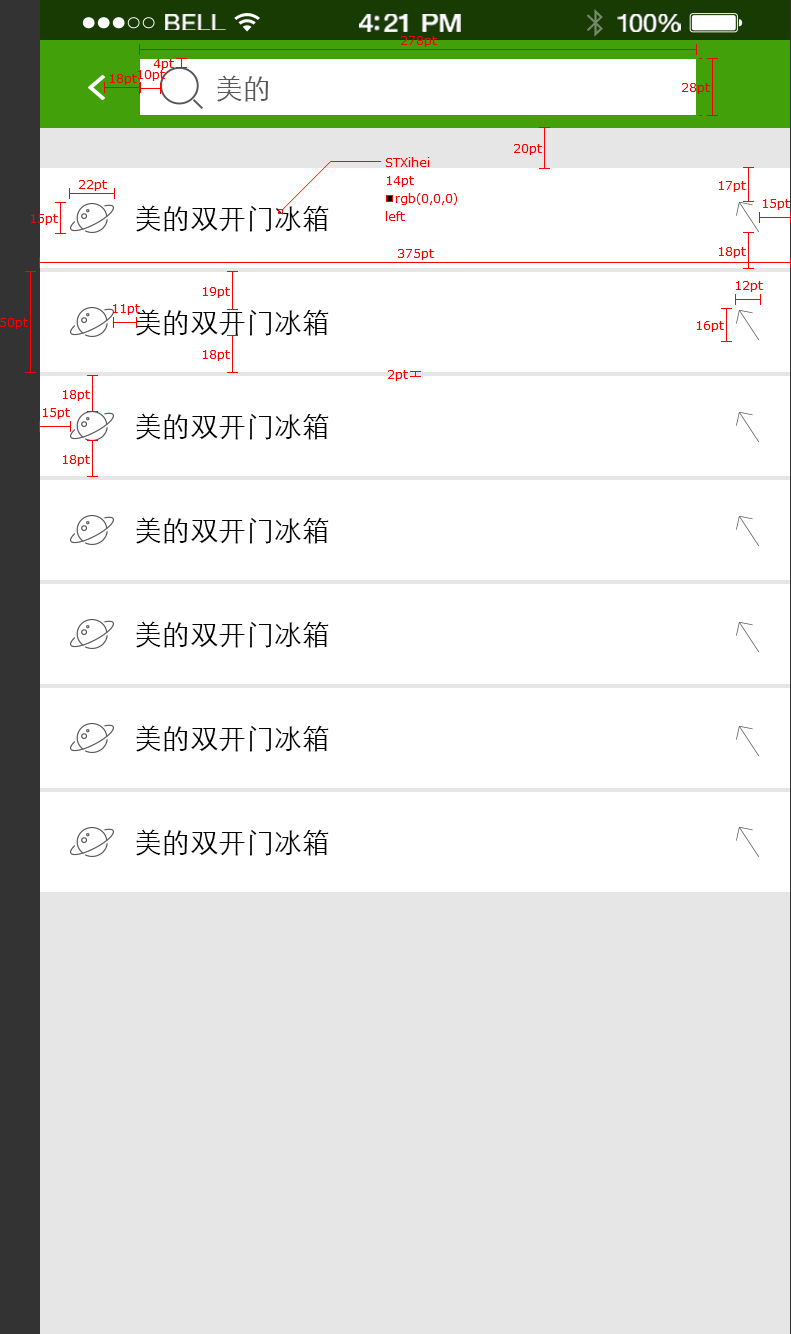 BELL 4:21 PM 100%
278pt
4pt
18pt 10pt 美的 28pt
20pt
STXihei
14pt
rgb(0,0,0)
left
22pt 17pt
15pt 美的双开门冰箱 15pt
375pt 18pt
19pt 12pt
50pt 11pt 美的双开门冰箱 16pt
18pt
2pt
18pt
15pt 美的双开门冰箱
18pt
美的双开门冰箱
美的双开门冰箱
美的双开门冰箱
美的双开门冰箱